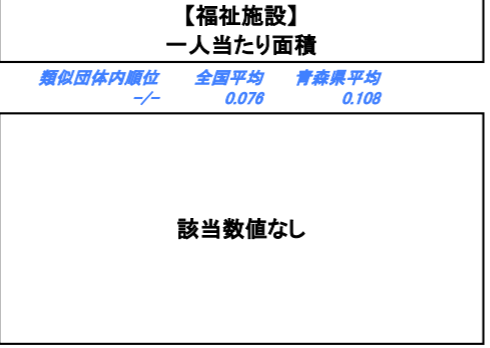 【福祉施設】
一人当たり面積
類似団体内順位 全国平均 青森県平均
-/- 0.076 0.108
該当数値なし